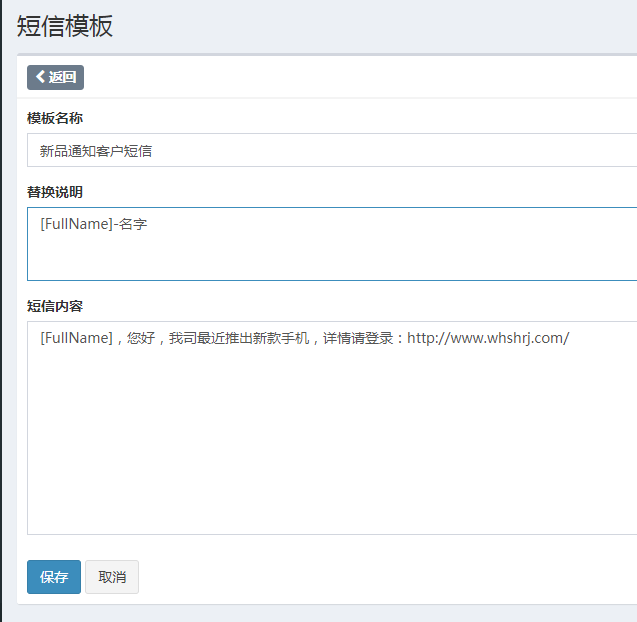 短信模板
返回
模板名称
新品通知客户短信
替换说明
[FullName]-名字
短信内容
[FullName]，您好，我司最近推出新款手机，详情请登录：http://www.whshrj.com/
保存
取消